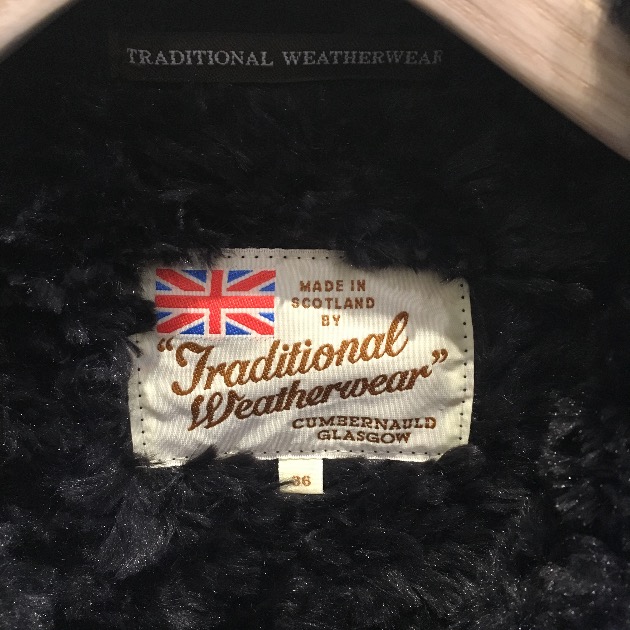 TRADITIONAL WEATHERWEAR
MADE IN
SCOTLAND
BY
"Traditional
Weatherwear"
CUMBERNAULD
GLASGOW
36